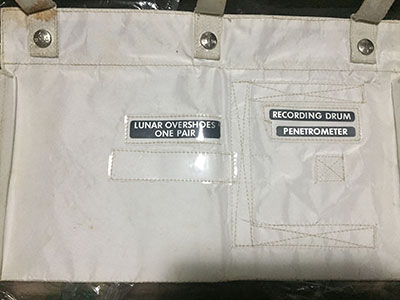 LUNAR OVERSHOES
ONE PAIR
RECORDING DRUM
PENETROMETER